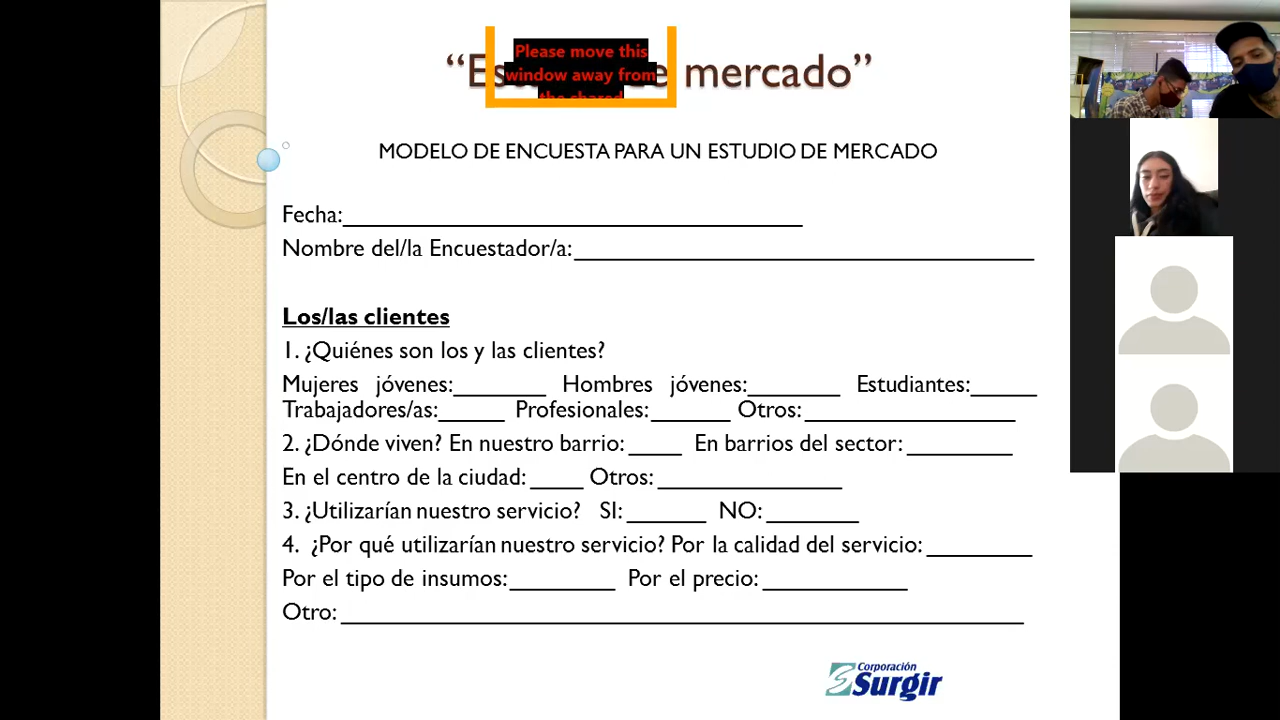 “Es e mercado”
Please move this
window away from
the shared
MODELO DE ENCUESTA PARA UN ESTUDIO DE MERCADO
Fecha:
Nombre del/la Encuestador/a:
Los/las clientes
1. ¿Quiénes son los y las clientes?
Mujeres jóvenes: Hombres jóvenes: Estudiantes:
Trabajadores/as: Profesionales: Otros:
2. ¿Dónde viven? En nuestro barrio: En barrios del sector:
En el centro de la ciudad: Otros:
3. ¿Utilizarían nuestro servicio? SI: NO:
4. ¿Por qué utilizarían nuestro servicio? Por la calidad del servicio:
Por el tipo de insumos: Por el precio:
Otro:
Corporación
Surgir